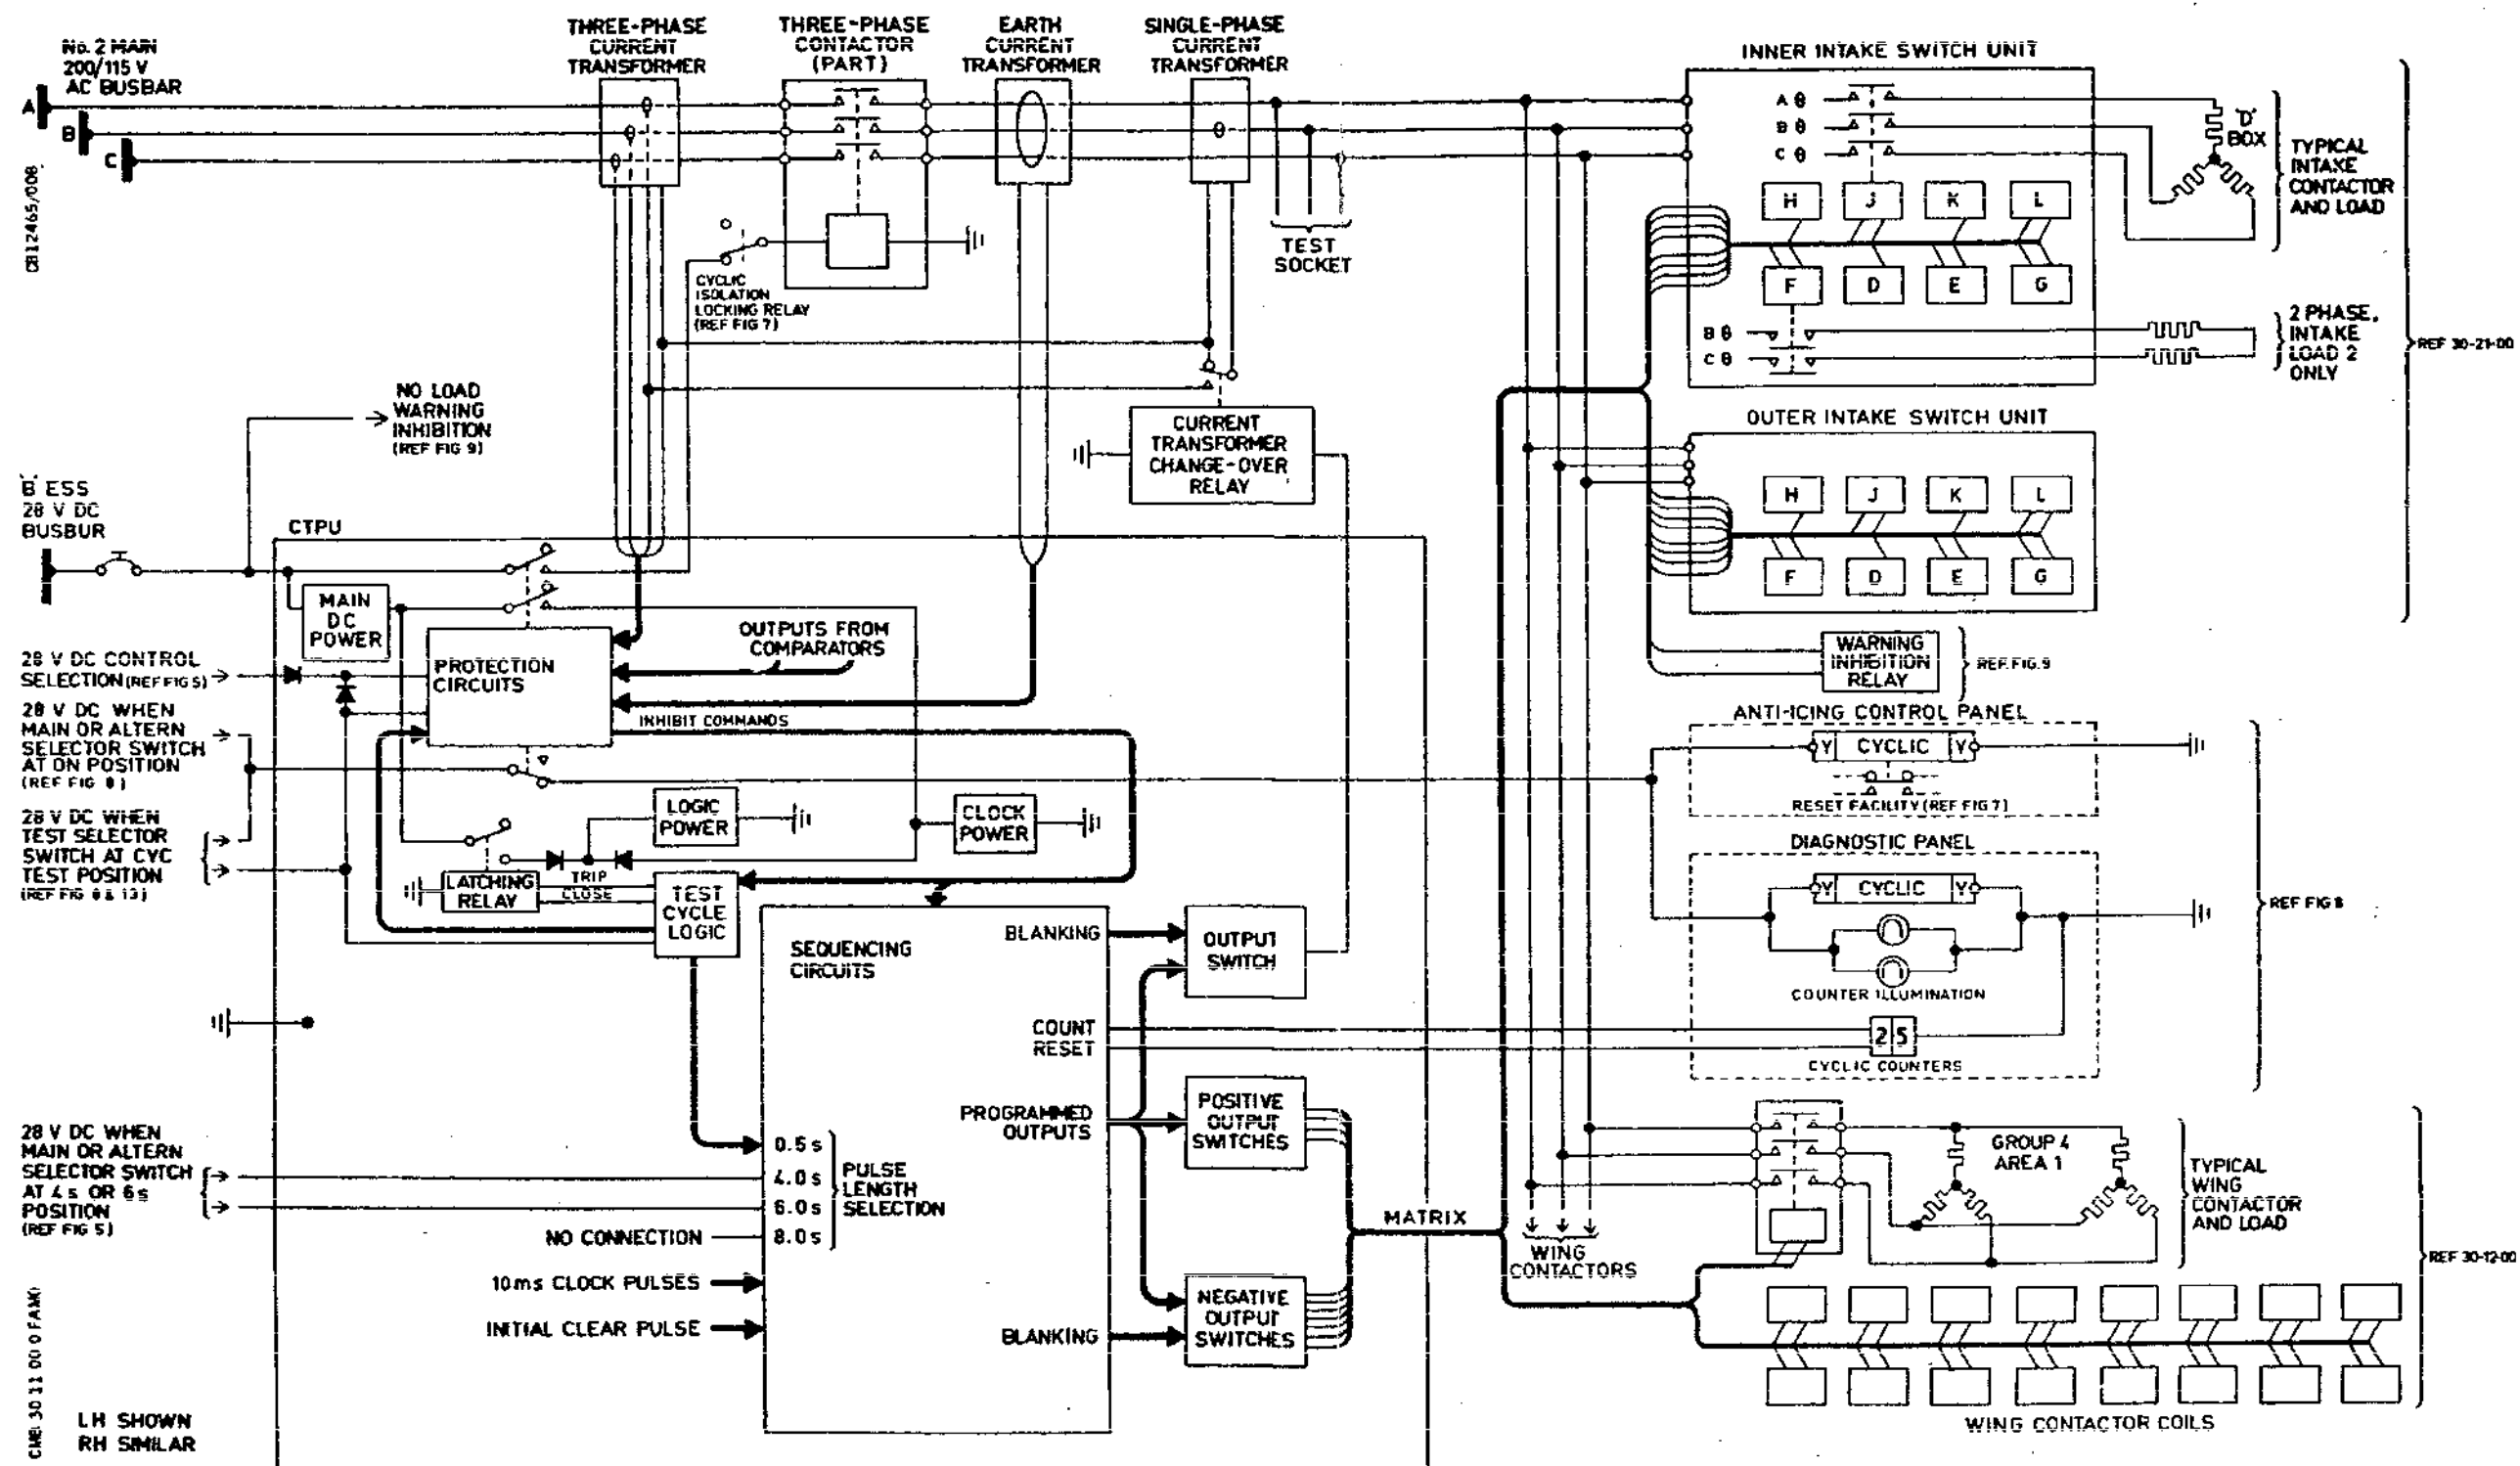 THREE-PHASE
CURRENT
TRANSFORMER
THREE-PHASE
CONTACTOR
(PART)
EARTH
CURRENT
TRANSFORMER
SINGLE-PHASE
CURRENT
TRANSFORMER
No. 2 MAIN
200/115 V
AC BUSBAR
A
B
C
CB12465/008
INNER INTAKE SWITCH UNIT
A θ
B θ
C θ
'D'
BOX
TYPICAL
INTAKE
CONTACTOR
AND LOAD
H
J
K
L
F
D
E
G
B θ
C θ
2 PHASE,
INTAKE
LOAD 2
ONLY
REF 30-21-00
TEST
SOCKET
CYCLIC
ISOLATION
LOCKING RELAY
(REF FIG 7)
NO LOAD
WARNING
INHIBITION
(REF FIG 9)
CURRENT
TRANSFORMER
CHANGE-OVER
RELAY
OUTER INTAKE SWITCH UNIT
H
J
K
L
F
D
E
G
'B' ESS
28 V DC
BUSBUR
CTPU
MAIN
DC
POWER
PROTECTION
CIRCUITS
OUTPUTS FROM
COMPARATORS
INHIBIT COMMANDS
WARNING
INHIBITION
RELAY
REF.FIG.9
28 V DC CONTROL
SELECTION (REF FIG 5)
28 V DC WHEN
MAIN OR ALTERN
SELECTOR SWITCH
AT ON POSITION
(REF FIG 8)
28 V DC WHEN
TEST SELECTOR
SWITCH AT CYC
TEST POSITION
(REF FIG 8 & 13)
ANTI-ICING CONTROL PANEL
Y
CYCLIC
Y
RESET FACILITY (REF FIG 7)
LOGIC
POWER
CLOCK
POWER
LATCHING
RELAY
TRIP
CLOSE
TEST
CYCLE
LOGIC
DIAGNOSTIC PANEL
Y
CYCLIC
Y
COUNTER ILLUMINATION
2 5
CYCLIC COUNTERS
REF FIG 8
SEQUENCING
CIRCUITS
BLANKING
OUTPUT
SWITCH
COUNT
RESET
PROGRAMMED
OUTPUTS
POSITIVE
OUTPUT
SWITCHES
28 V DC WHEN
MAIN OR ALTERN
SELECTOR SWITCH
AT 4s OR 6s
POSITION
(REF FIG 5)
0.5 s
4.0 s
6.0 s
8.0 s
PULSE
LENGTH
SELECTION
NO CONNECTION
10ms CLOCK PULSES
INITIAL CLEAR PULSE
BLANKING
NEGATIVE
OUTPUT
SWITCHES
MATRIX
WING
CONTACTORS
GROUP 4
AREA 1
TYPICAL
WING
CONTACTOR
AND LOAD
REF 30-12-00
WING CONTACTOR COILS
LH SHOWN
RH SIMILAR